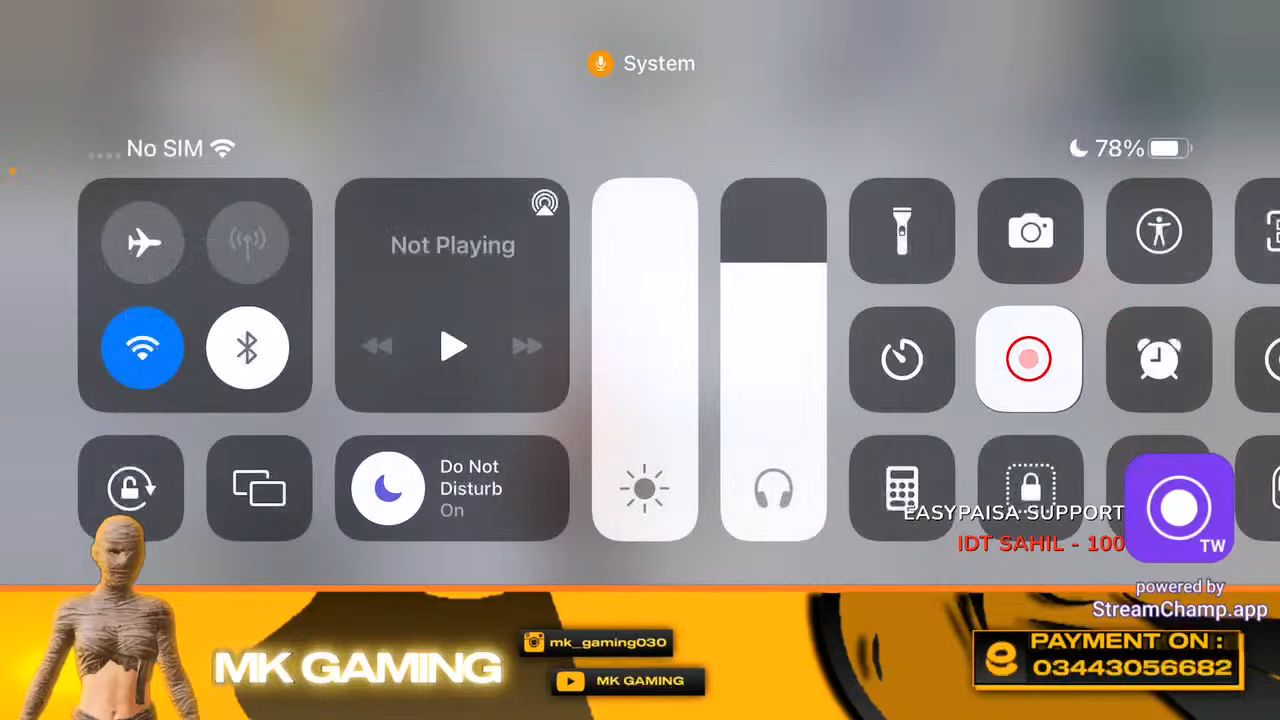 System
No SIM
78%
Not Playing
Do Not
Disturb
On
EASYPAISA SUPPORT
IDT SAHIL - 100
TW
powered by
StreamChamp.app
MK GAMING
mk_gaming030
MK GAMING
PAYMENT ON :
03443056682